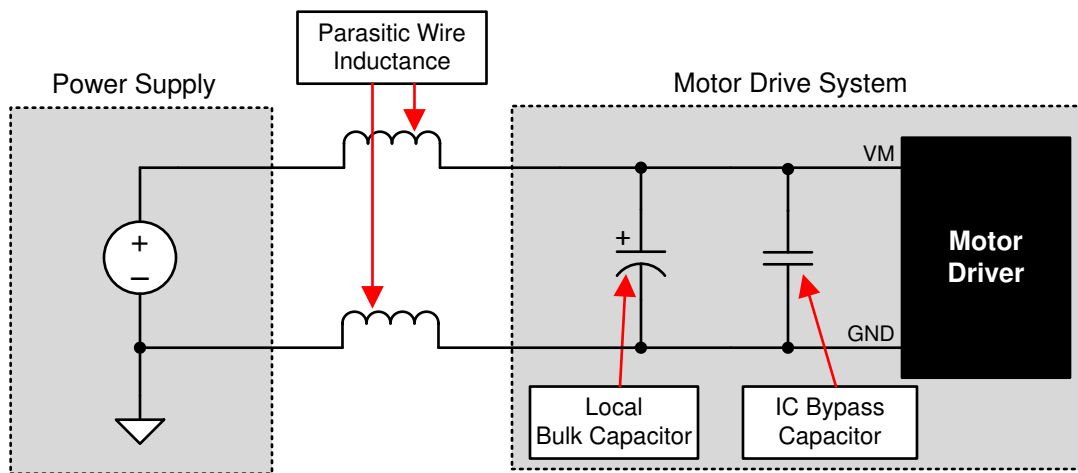 Parasitic Wire
Inductance
Power Supply
Motor Drive System
VM
+
–
+
Motor
Driver
GND
Local
Bulk Capacitor
IC Bypass
Capacitor